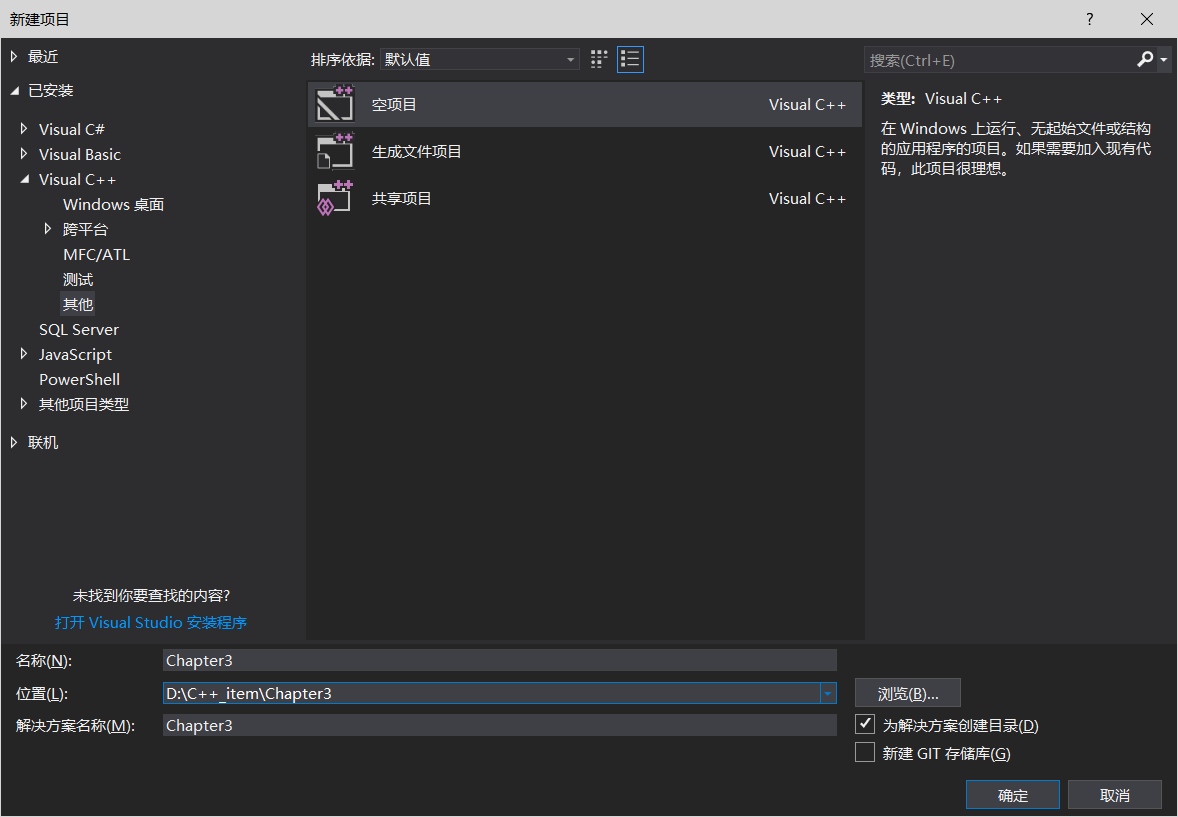 新建项目
?
最近
已安装
Visual C#
Visual Basic
Visual C++
Windows 桌面
跨平台
MFC/ATL
测试
其他
SQL Server
JavaScript
PowerShell
其他项目类型
联机
未找到你要查找的内容?
打开 Visual Studio 安装程序
排序依据: 默认值
空项目 Visual C++
生成文件项目 Visual C++
共享项目 Visual C++
搜索(Ctrl+E)
类型: Visual C++
在 Windows 上运行、无起始文件或结构
的应用程序的项目。如果需要加入现有代
码，此项目很理想。
名称(N): Chapter3
位置(L): D:\C++_item\Chapter3 浏览(B)...
解决方案名称(M): Chapter3
为解决方案创建目录(D)
新建 GIT 存储库(G)
确定 取消